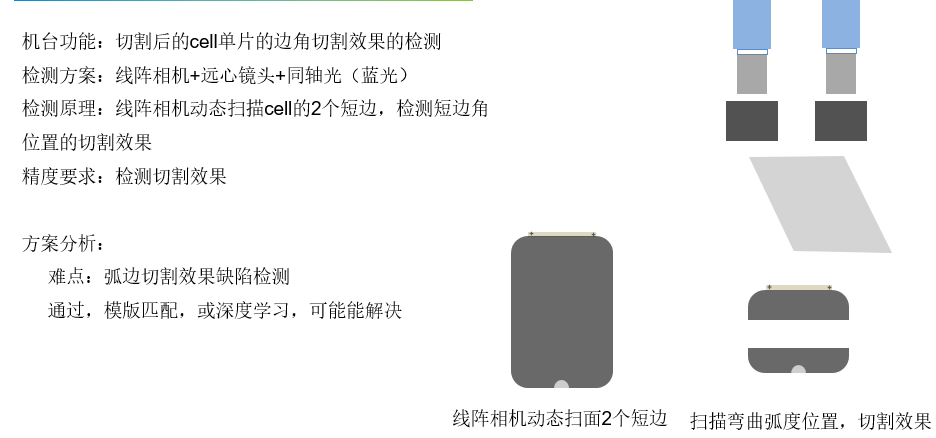 机台功能：切割后的cell单片的边角切割效果的检测
检测方案：线阵相机+远心镜头+同轴光（蓝光）
检测原理：线阵相机动态扫描cell的2个短边，检测短边角
位置的切割效果
精度要求：检测切割效果
方案分析：
难点：弧边切割效果缺陷检测
通过，模版匹配，或深度学习，可能能解决
线阵相机动态扫面2个短边
扫描弯曲弧度位置，切割效果